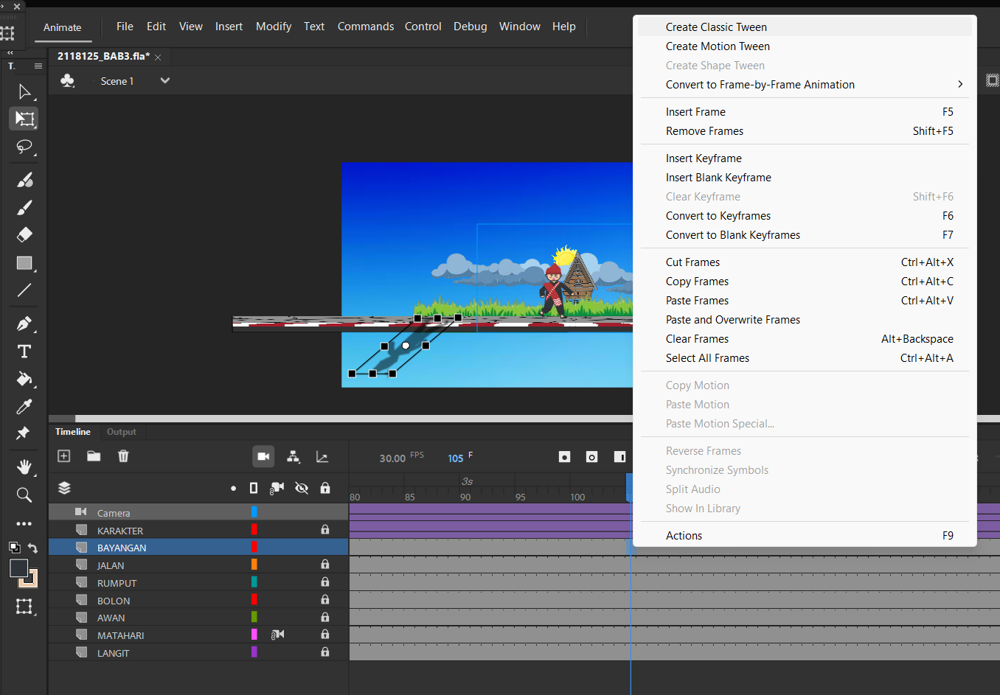 Animate
File Edit View Insert Modify Text Commands Control Debug Window Help
2118125_BAB3.fla*
T.
Scene 1
Create Classic Tween
Create Motion Tween
Create Shape Tween
Convert to Frame-by-Frame Animation
Insert Frame F5
Remove Frames Shift+F5
Insert Keyframe
Insert Blank Keyframe
Clear Keyframe Shift+F6
Convert to Keyframes F6
Convert to Blank Keyframes F7
Cut Frames Ctrl+Alt+X
Copy Frames Ctrl+Alt+C
Paste Frames Ctrl+Alt+V
Paste and Overwrite Frames
Clear Frames Alt+Backspace
Select All Frames Ctrl+Alt+A
Copy Motion
Paste Motion
Paste Motion Special...
Reverse Frames
Synchronize Symbols
Split Audio
Show In Library
Actions F9
Timeline Output
30.00 FPS 105 F
3s
80 85 90 95 100
Camera
KARAKTER
BAYANGAN
JALAN
RUMPUT
BOLON
AWAN
MATAHARI
LANGIT